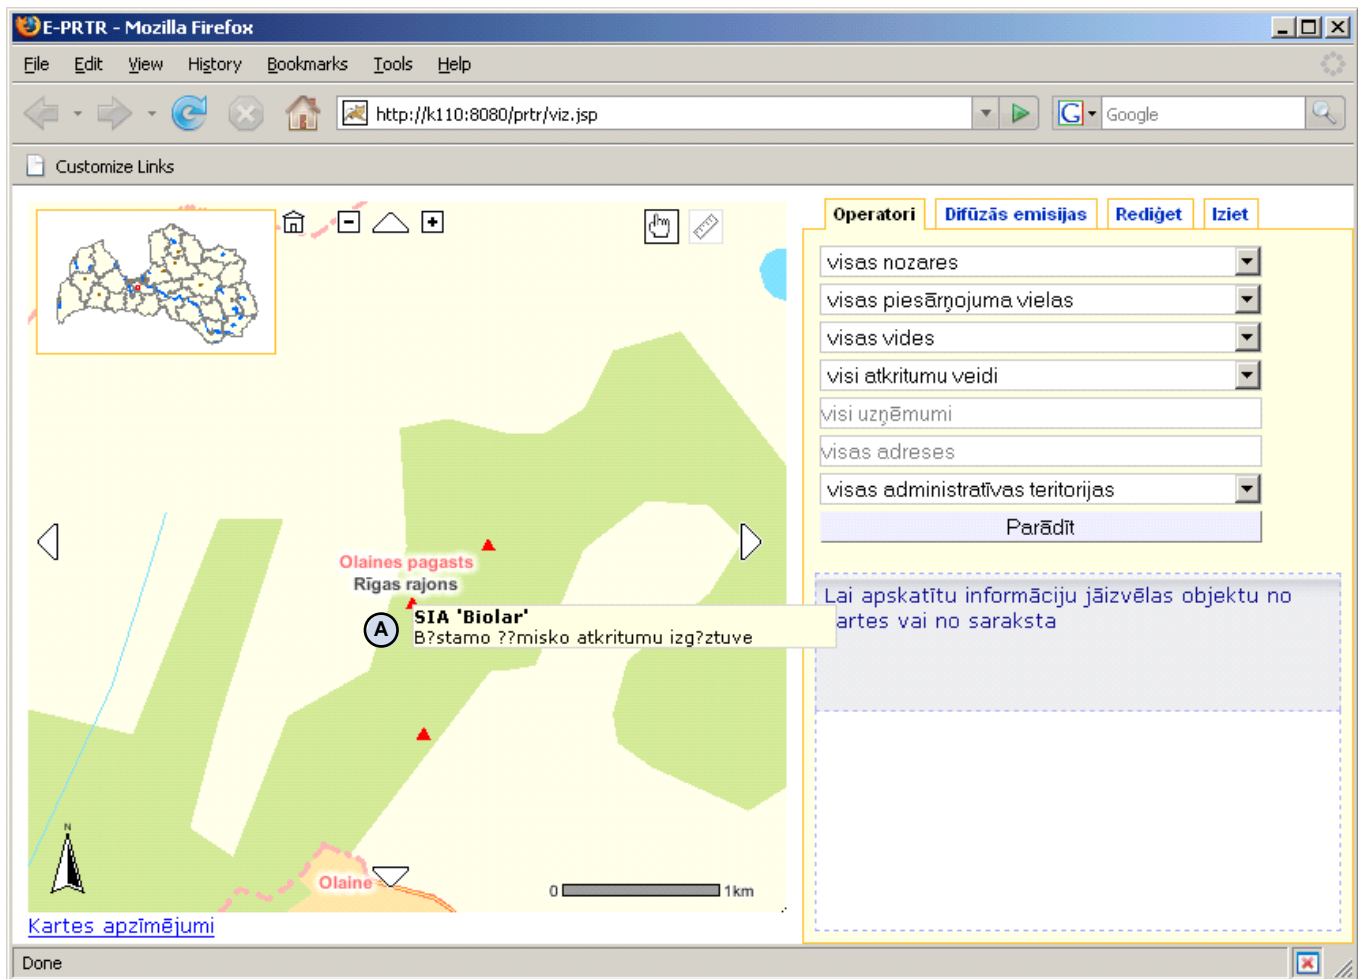 E-PRTR - Mozilla Firefox
File Edit View History Bookmarks Tools Help
http://k110:8080/prtr/viz.jsp
G Google
Customize Links
Operatori Difūzās emisijas Rediģet Iziet
visas nozares
visas piesārņojuma vielas
visas vides
visi atkritumu veidi
visi uzņēmumi
visas adreses
visas administratīvas teritorijas
Parādīt
Olaines pagasts
Rīgas rajons
A
SIA 'Biolar'
B?stamo ??misko atkritumu izg?ztuve
Lai apskatītu informāciju jāizvēlas objektu no
artes vai no saraksta
N
Olaine
0 1km
Kartes apzīmējumi
Done